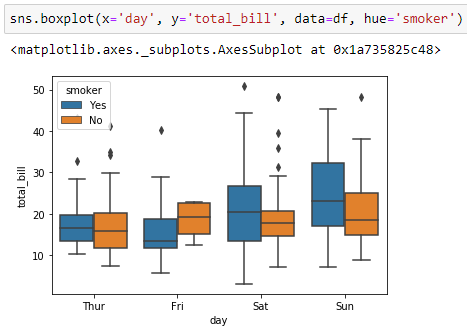 sns.boxplot(x='day', y='total_bill', data=df, hue='smoker')
<matplotlib.axes._subplots.AxesSubplot at 0x1a735825c48>
smoker
Yes
No
50
40
30
20
10
total_bill
Thur Fri Sat Sun
day